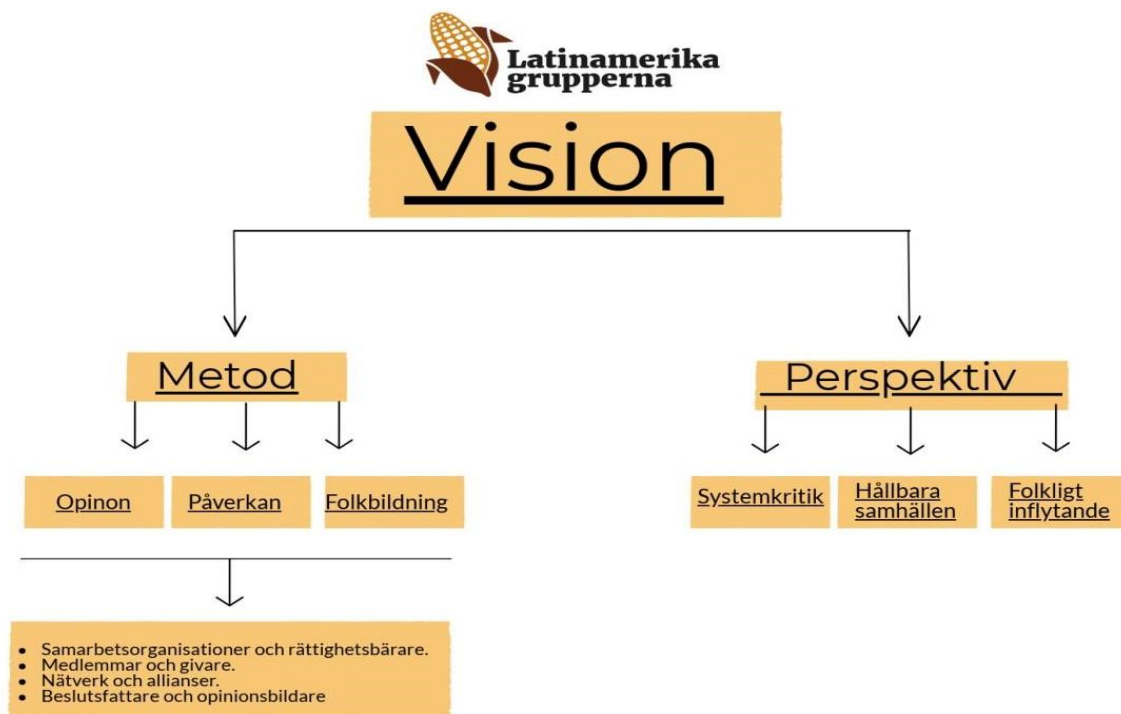 Latinamerika
grupperna
Vision
Metod
Perspektiv
Opinon
Påverkan
Folkbildning
Systemkritik
Hållbara
samhällen
Folkligt
inflytande
• Samarbetsorganisationer och rättighetsbärare.
• Medlemmar och givare.
• Nätverk och allianser.
• Beslutsfattare och opinionsbildare